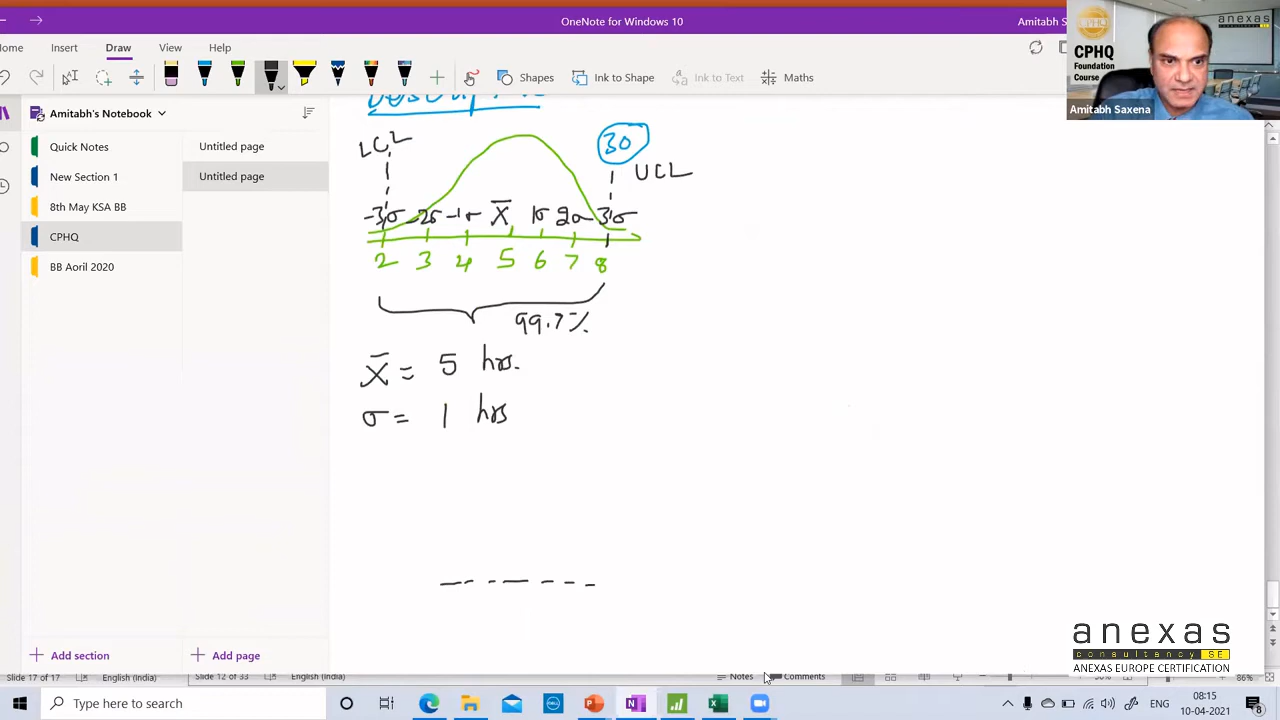 OneNote for Windows 10
Amitabh Sa
ome Insert Draw View Help
Shapes Ink to Shape Ink to Text Maths
Amitabh's Notebook
Quick Notes
New Section 1
8th May KSA BB
CPHQ
BB Aoril 2020
Add section
Untitled page
Untitled page
Add page
LCL
30
UCL
-3σ -2σ -1σ X̄ 1σ 2σ 3σ
2 3 4 5 6 7 8
99.7%
X̄ = 5 hrs.
σ = 1 hrs
CPHQ
Foundation
Course
anexas
Amitabh Saxena
anexas
consultancy SE
ANEXAS EUROPE CERTIFICATION
Slide 17 of 17 English (India) Slide 12 of 33 English (India) Notes Comments 86%
Type here to search
ENG
08:15
10-04-2021
8